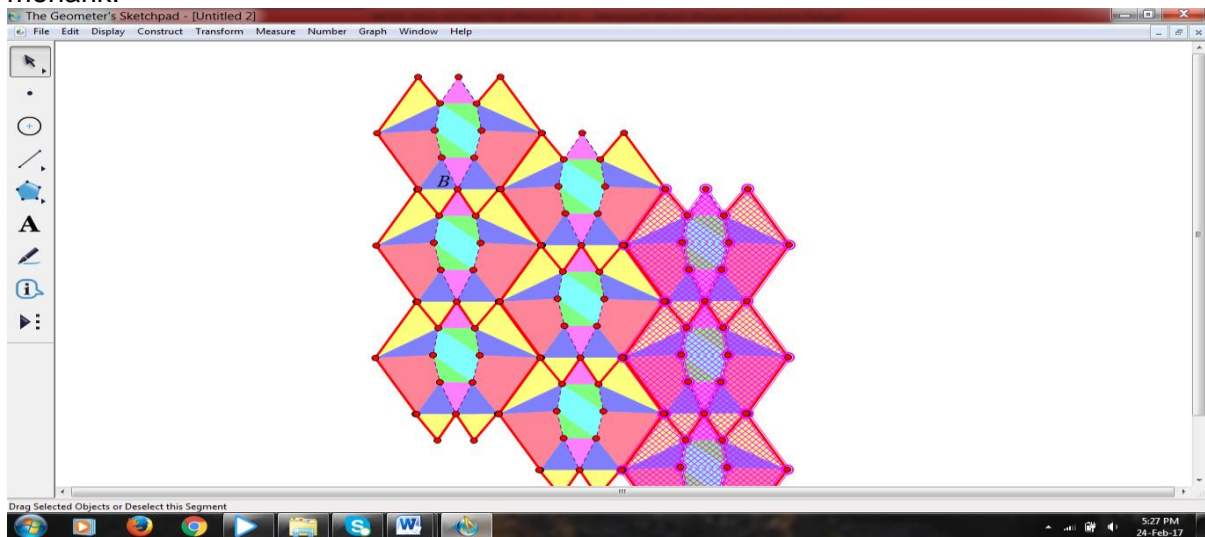 The Geometer's Sketchpad - [Untitled 2]
File Edit Display Construct Transform Measure Number Graph Window Help
A
B
Drag Selected Objects or Deselect this Segment
5:27 PM
24-Feb-17